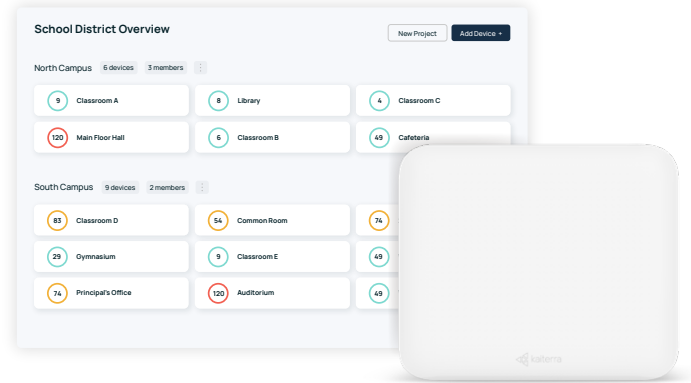 School District Overview
New Project
Add Device +
North Campus 6 devices 3 members
9 Classroom A
8 Library
4 Classroom C
120 Main Floor Hall
6 Classroom B
49 Cafeteria
South Campus 9 devices 2 members
83 Classroom D
54 Common Room
74
29 Gymnasium
9 Classroom E
49
74 Principal's Office
120 Auditorium
49
kaiterra